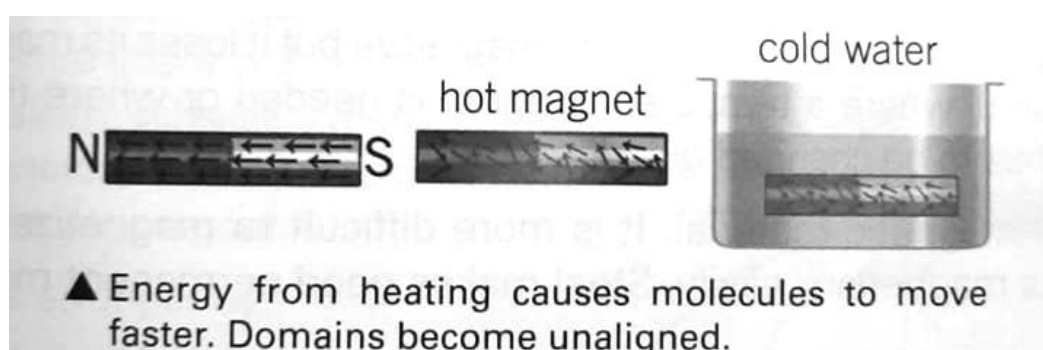 cold water
hot magnet
N S
▲ Energy from heating causes molecules to move
faster. Domains become unaligned.